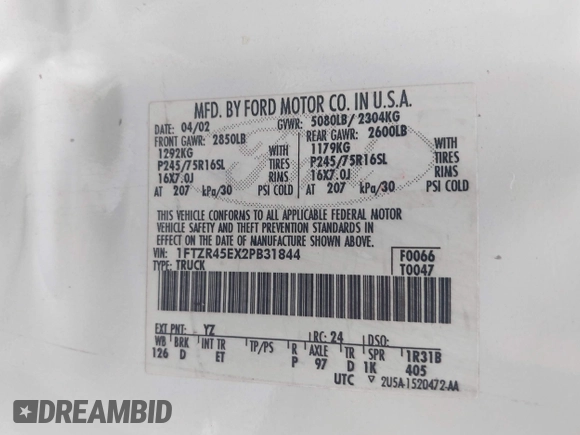 MFD. BY FORD MOTOR CO. IN U.S.A.
DATE: 04/02 GVWR: 5080LB/ 2304KG
FRONT GAWR: 2850LB REAR GAWR: 2600LB
1292KG WITH 1179KG WITH
P245/75R16SL TIRES P245/75R16SL TIRES
16X7.0J RIMS 16X7.0J RIMS
AT 207 kPa/30 PSI COLD AT 207 kPa/30 PSI COLD
THIS VEHICLE CONFORMS TO ALL APPLICABLE FEDERAL MOTOR
VEHICLE SAFETY AND THEFT PREVENTION STANDARDS IN
EFFECT ON THE DATE OF MANUFACTURE SHOWN ABOVE.
VIN: 1FTZR45EX2PB31844 F0066
TYPE: TRUCK T0047
EXT PNT: YZ RC: 24 DSO:
WB BRK INT TR TP/PS R AXLE TR SPR 1R31B
126 D ET P 97 D 1K 405
UTC ▽ 2U5A-1520472-AA
DREAMBID